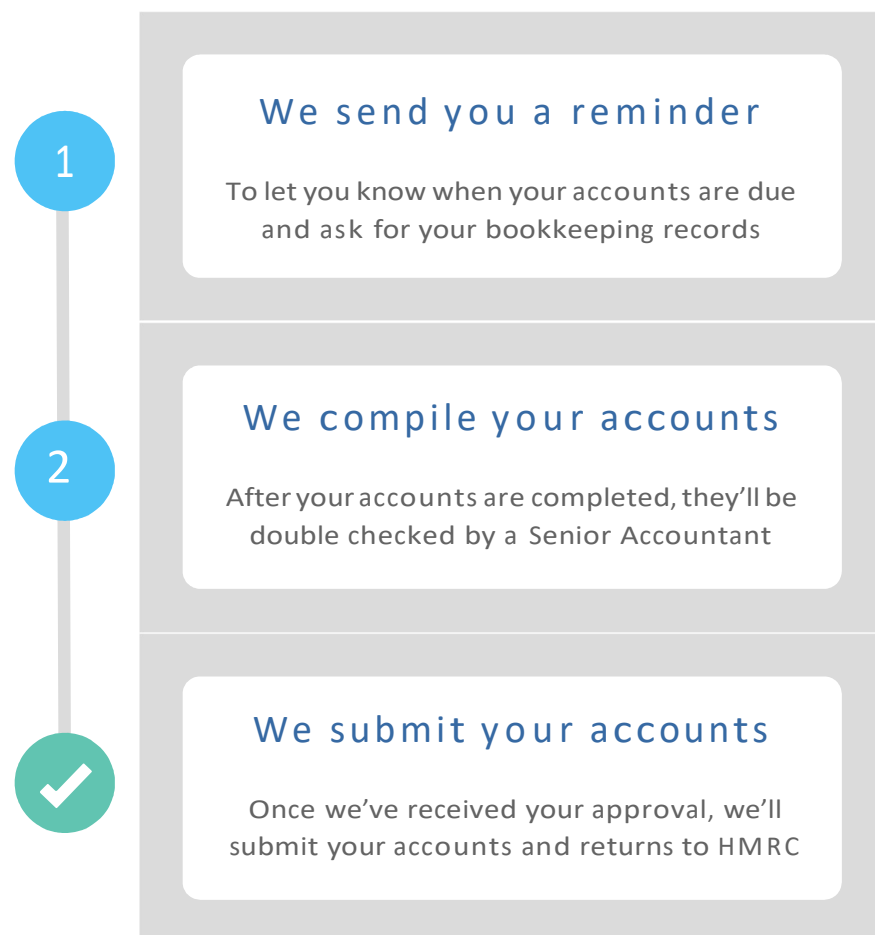 1
We send you a reminder
To let you know when your accounts are due
and ask for your bookkeeping records
2
We compile your accounts
After your accounts are completed, they’ll be
double checked by a Senior Accountant
We submit your accounts
Once we’ve received your approval, we’ll
submit your accounts and returns to HMRC